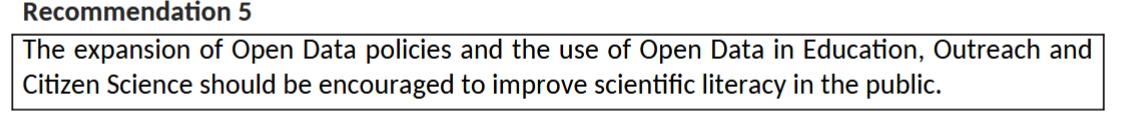 Recommendation 5
The expansion of Open Data policies and the use of Open Data in Education, Outreach and
Citizen Science should be encouraged to improve scientific literacy in the public.